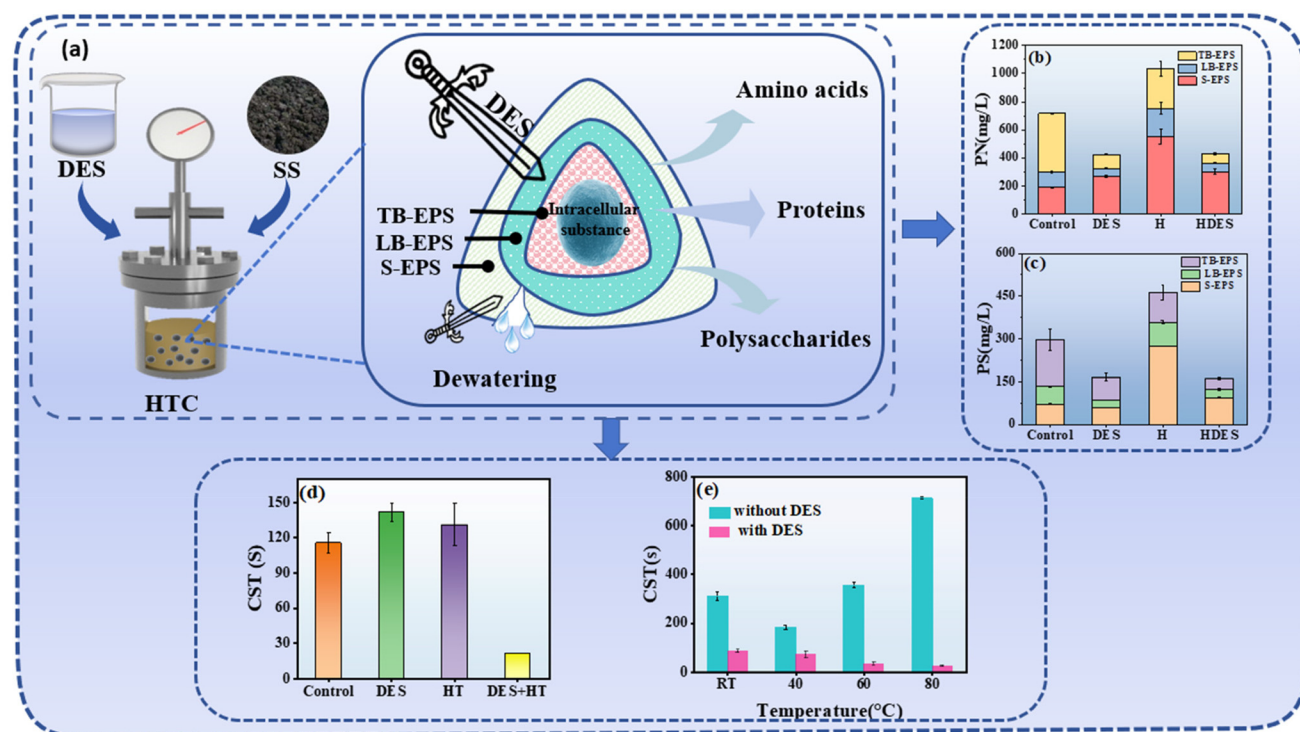 (a)
DES
SS
HTC
DES
TB-EPS
LB-EPS
S-EPS
Intracellular
substance
Dewatering
Amino acids
Proteins
Polysaccharides
(b)
PN(mg/L)
1200
1000
800
600
400
200
0
TB-EPS
LB-EPS
S-EPS
Control DES H HDES
(c)
PS(mg/L)
600
450
300
150
0
TB-EPS
LB-EPS
S-EPS
Control DES H HDES
(d)
CST (S)
150
120
90
60
30
0
Control DES HT DES+HT
(e)
CST(s)
800
600
400
200
0
without DES
with DES
RT 40 60 80
Temperature(°C)